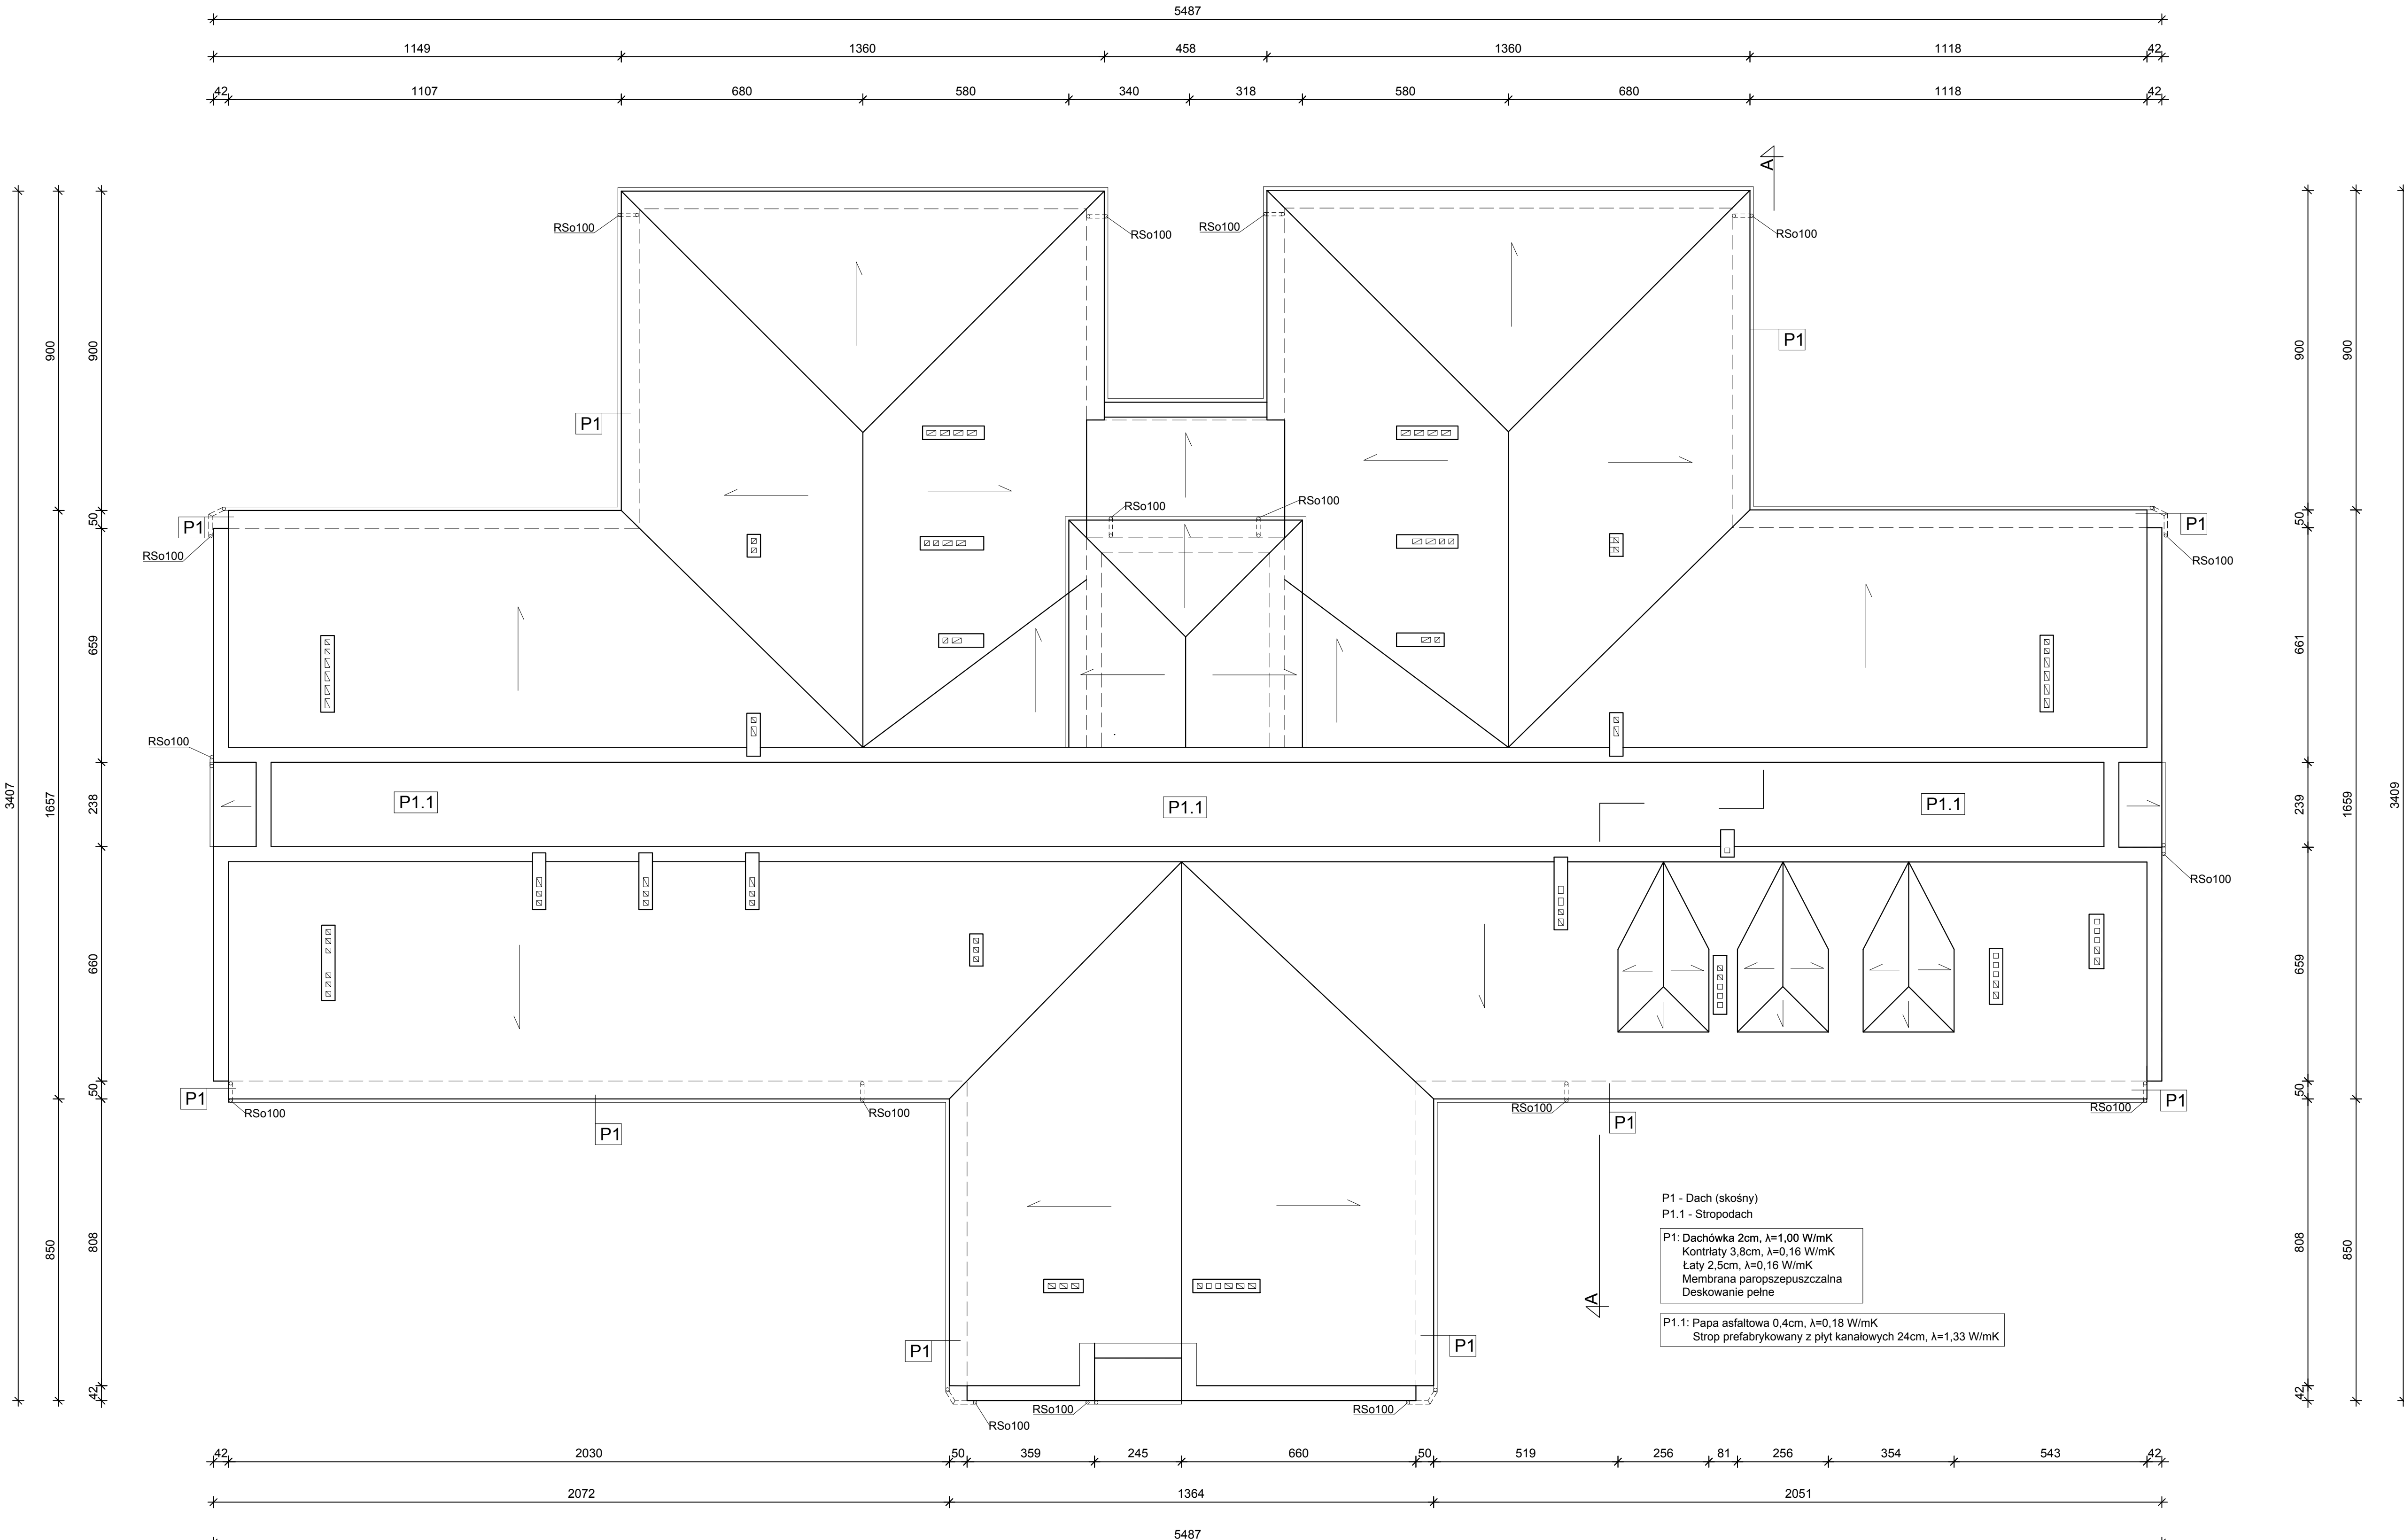 5487
1149 1360 458 1360 1118 42
42 1107 680 580 340 318 580 680 1118 42
A
RSo100 RSo100 RSo100 RSo100
900 900 900 900
P1
P1
RSo100 RSo100
50 50
P1 P1
RSo100 RSo100
659 661
RSo100
3407 1657 238 239 1659 3409
P1.1 P1.1 P1.1
RSo100
660 659
50 50
P1 P1
RSo100 RSo100 RSo100 RSo100
P1 P1
850 808 808 850
P1 - Dach (skośny)
P1.1 - Stropodach
P1: Dachówka 2cm, λ=1,00 W/mK
Kontrłaty 3,8cm, λ=0,16 W/mK
Łaty 2,5cm, λ=0,16 W/mK
Membrana paropszepuszczalna
Deskowanie pełne
A
P1.1: Papa asfaltowa 0,4cm, λ=0,18 W/mK
Strop prefabrykowany z płyt kanałowych 24cm, λ=1,33 W/mK
P1 P1
42 42
RSo100 RSo100
RSo100
42 2030 50 359 245 660 50 519 256 81 256 354 543 42
2072 1364 2051
5487